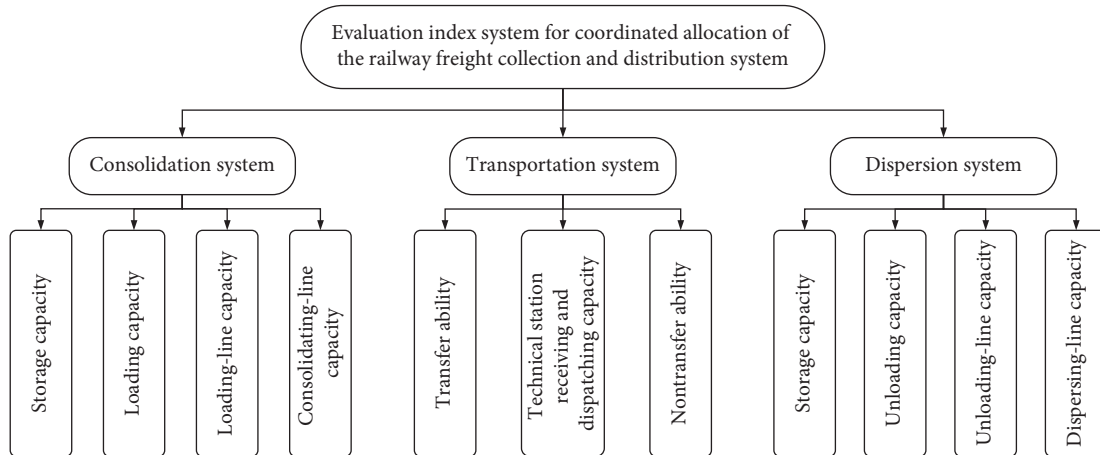 Evaluation index system for coordinated allocation of
the railway freight collection and distribution system
Consolidation system
Transportation system
Dispersion system
Storage capacity
Loading capacity
Loading-line capacity
Consolidating-line
capacity
Transfer ability
Technical station
receiving and
dispatching capacity
Nontransfer ability
Storage capacity
Unloading capacity
Unloading-line capacity
Dispersing-line capacity